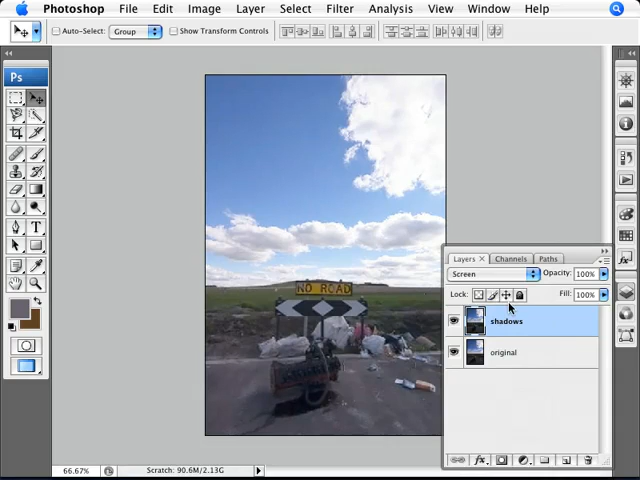 Photoshop File Edit Image Layer Select Filter Analysis View Window Help
Auto-Select: Group Show Transform Controls
Ps
Layers x Channels Paths
Screen Opacity: 100%
Lock: Fill: 100%
NO ROAD
shadows
original
T
fx
66.67% Scratch: 90.6M/2.13G